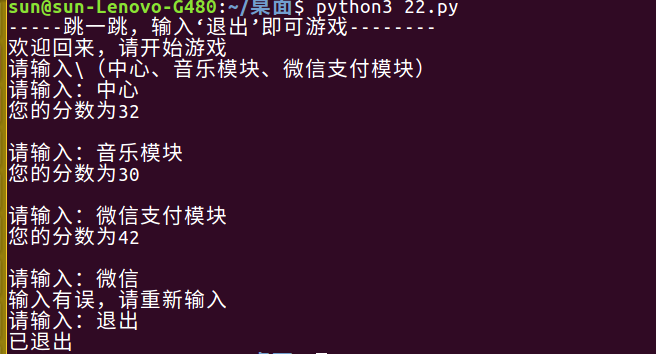 sun@sun-Lenovo-G480:~/桌面$ python3 22.py
-----跳一跳，输入‘退出’即可游戏--------
欢迎回来，请开始游戏
请输入\（中心、音乐模块、微信支付模块）
请输入：中心
您的分数为32
请输入：音乐模块
您的分数为30
请输入：微信支付模块
您的分数为42
请输入：微信
输入有误，请重新输入
请输入：退出
已退出